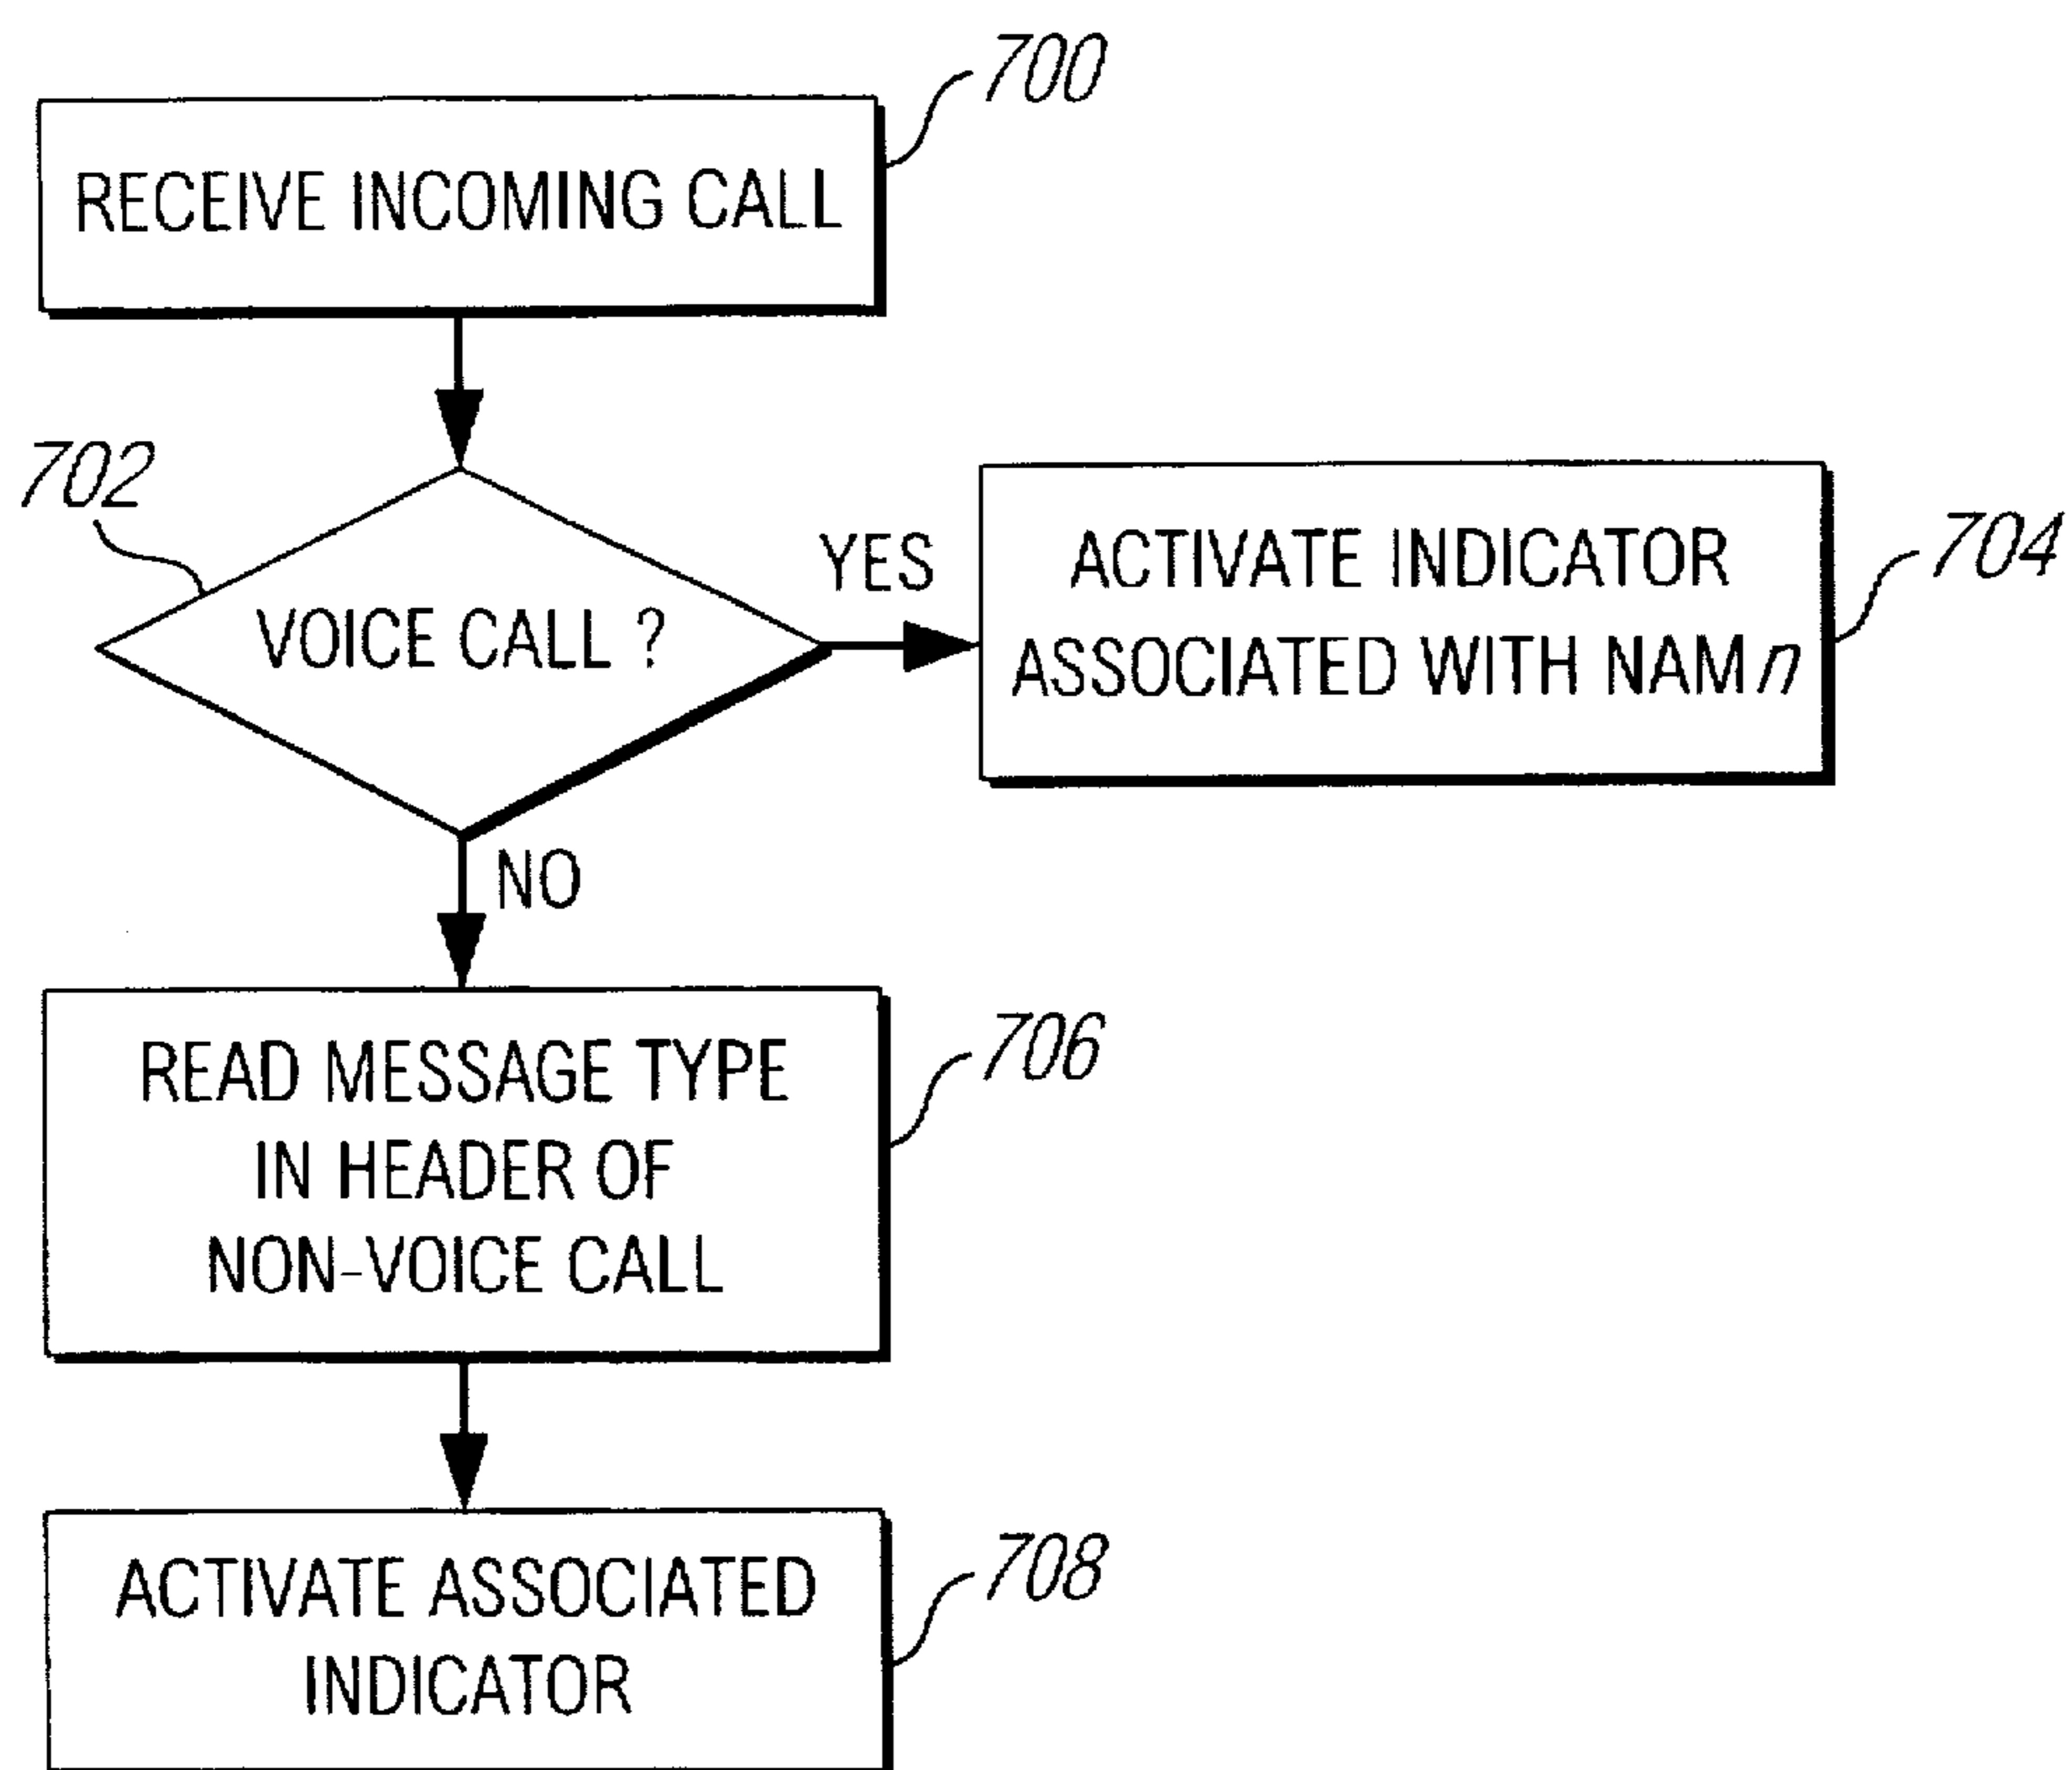 700
RECEIVE INCOMING CALL
702
VOICE CALL ?
YES
ACTIVATE INDICATOR
ASSOCIATED WITH NAM n
704
NO
READ MESSAGE TYPE
IN HEADER OF
NON-VOICE CALL
706
ACTIVATE ASSOCIATED
INDICATOR
708